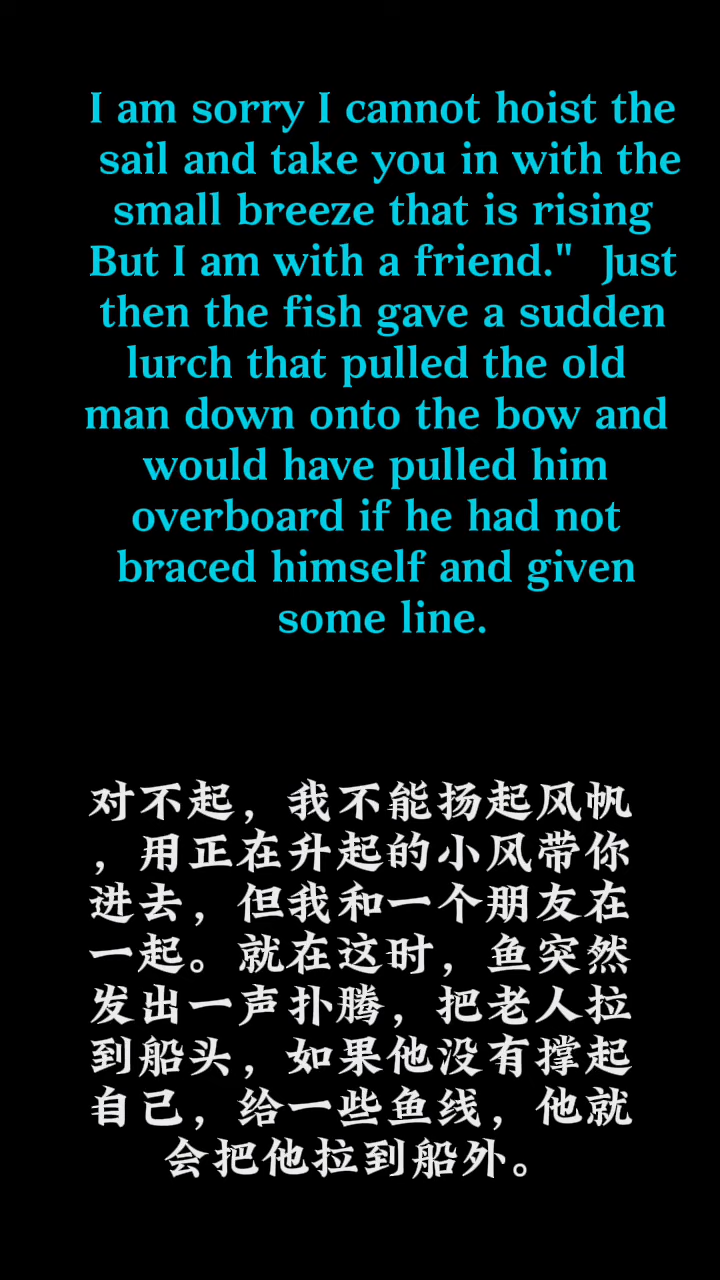 I am sorry I cannot hoist the
sail and take you in with the
small breeze that is rising
But I am with a friend." Just
then the fish gave a sudden
lurch that pulled the old
man down onto the bow and
would have pulled him
overboard if he had not
braced himself and given
some line.
对不起，我不能扬起风帆
，用正在升起的小风带你
进去，但我和一个朋友在
一起。就在这时，鱼突然
发出一声扑腾，把老人拉
到船头，如果他没有撑起
自己，给一些鱼线，他就
会把他拉到船外。